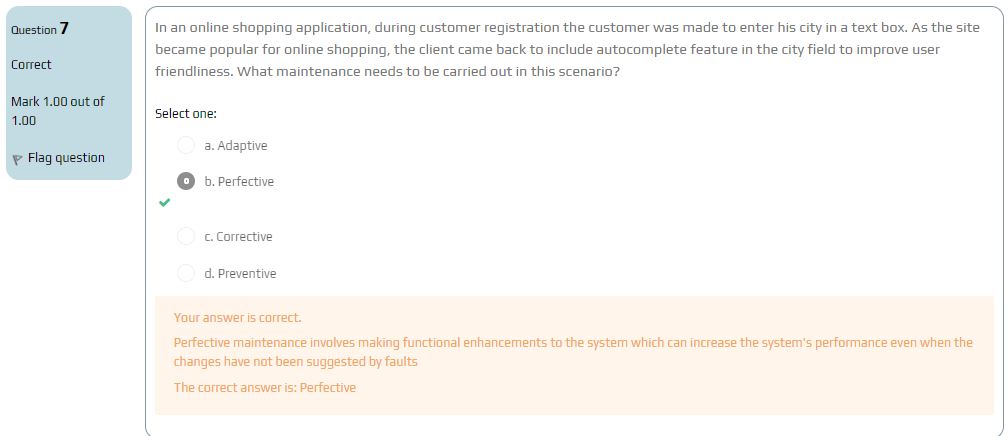 Question 7
Correct
Mark 1.00 out of
1.00
Flag question
In an online shopping application, during customer registration the customer was made to enter his city in a text box. As the site
became popular for online shopping, the client came back to include autocomplete feature in the city field to improve user
friendliness. What maintenance needs to be carried out in this scenario?
Select one:
a. Adaptive
b. Perfective
c. Corrective
d. Preventive
Your answer is correct.
Perfective maintenance involves making functional enhancements to the system which can increase the system's performance even when the
changes have not been suggested by faults
The correct answer is: Perfective